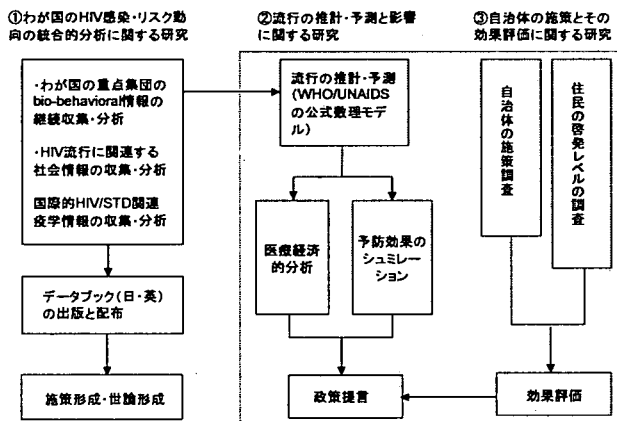 ①わが国のHIV感染・リスク動
向の統合的分析に関する研究
・わが国の重点集団の
bio-behavioral情報の
継続収集・分析
・HIV流行に関連する
社会情報の収集・分析
国際的HIV/STD関連
疫学情報の収集・分析
データブック(日・英)
の出版と配布
施策形成・世論形成
②流行の推計・予測と影響
に関する研究
流行の推計・予測
(WHO/UNAIDS
の公式数理モ
デル)
医療経済
的分析
予防効果の
シュミレー
ション
政策提言
③自治体の施策とその
効果評価に関する研究
自治体の施策調査
住民の啓発レベルの調査
効果評価